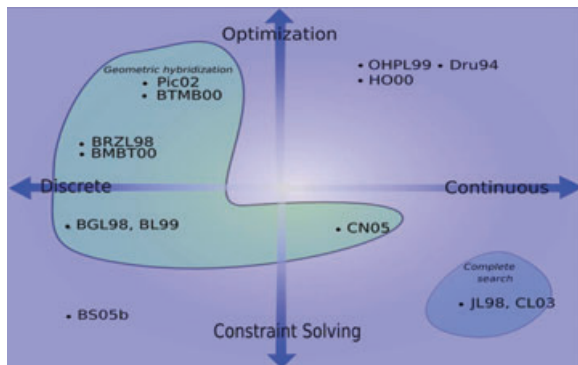 Optimization
Geometric hybridization
• Pic02
• BTMB00
• OHPL99 • Dru94
• HO00
• BRZL98
• BMBT00
Discrete
Continuous
• BGL98, BL99
• CN05
Complete
search
• JL98, CL03
• BS05b
Constraint Solving